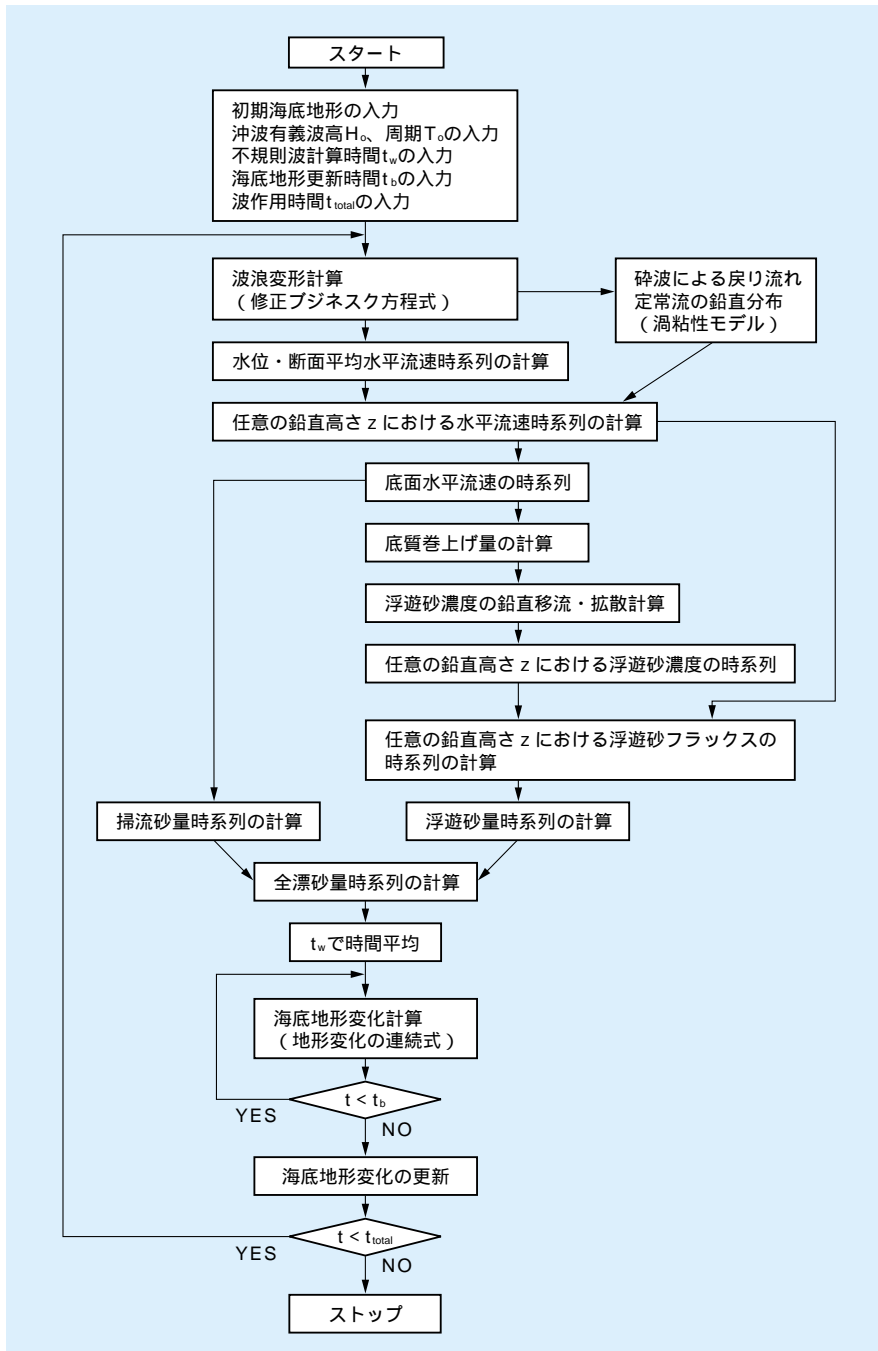 スタート
初期海底地形の入力
沖波有義波高Ho、周期Toの入力
不規則波計算時間twの入力
海底地形更新時間tbの入力
波作用時間ttotalの入力
波浪変形計算
(修正ブジネスク方程式)
砕波による戻り流れ
定常流の鉛直分布
(渦粘性モデル)
水位・断面平均水平流速時系列の計算
任意の鉛直高さzにおける水平流速時系列の計算
底面水平流速の時系列
底質巻上げ量の計算
浮遊砂濃度の鉛直移流・拡散計算
任意の鉛直高さzにおける浮遊砂濃度の時系列
任意の鉛直高さzにおける浮遊砂フラックスの
時系列の計算
掃流砂量時系列の計算
浮遊砂量時系列の計算
全漂砂量時系列の計算
twで時間平均
海底地形変化計算
(地形変化の連続式)
t < tb
YES
NO
海底地形変化の更新
t < ttotal
YES
NO
ストップ